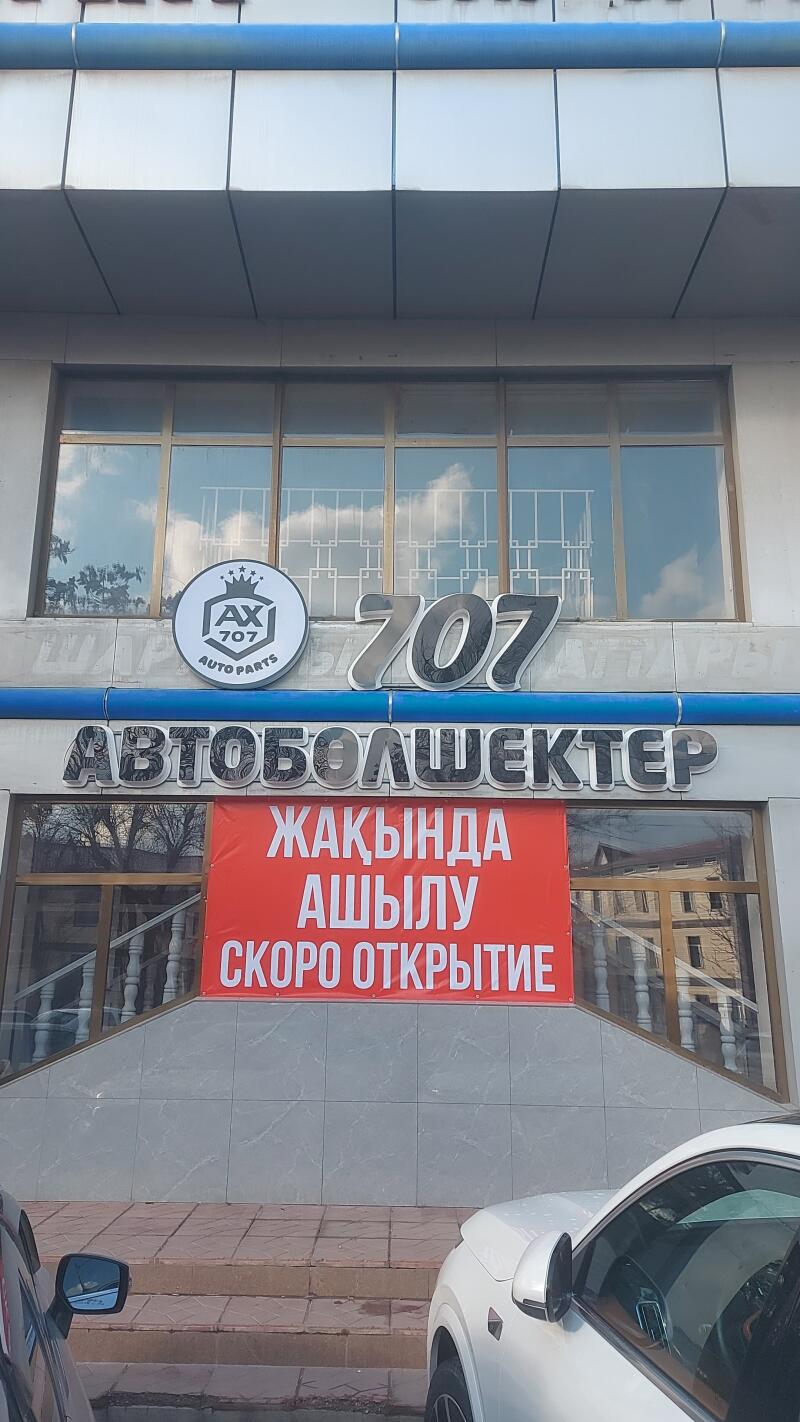 AX
707
AUTO PARTS
707
АВТОБӨЛШЕКТЕР
ЖАҚЫНДА
АШЫЛУ
СКОРО ОТКРЫТИЕ